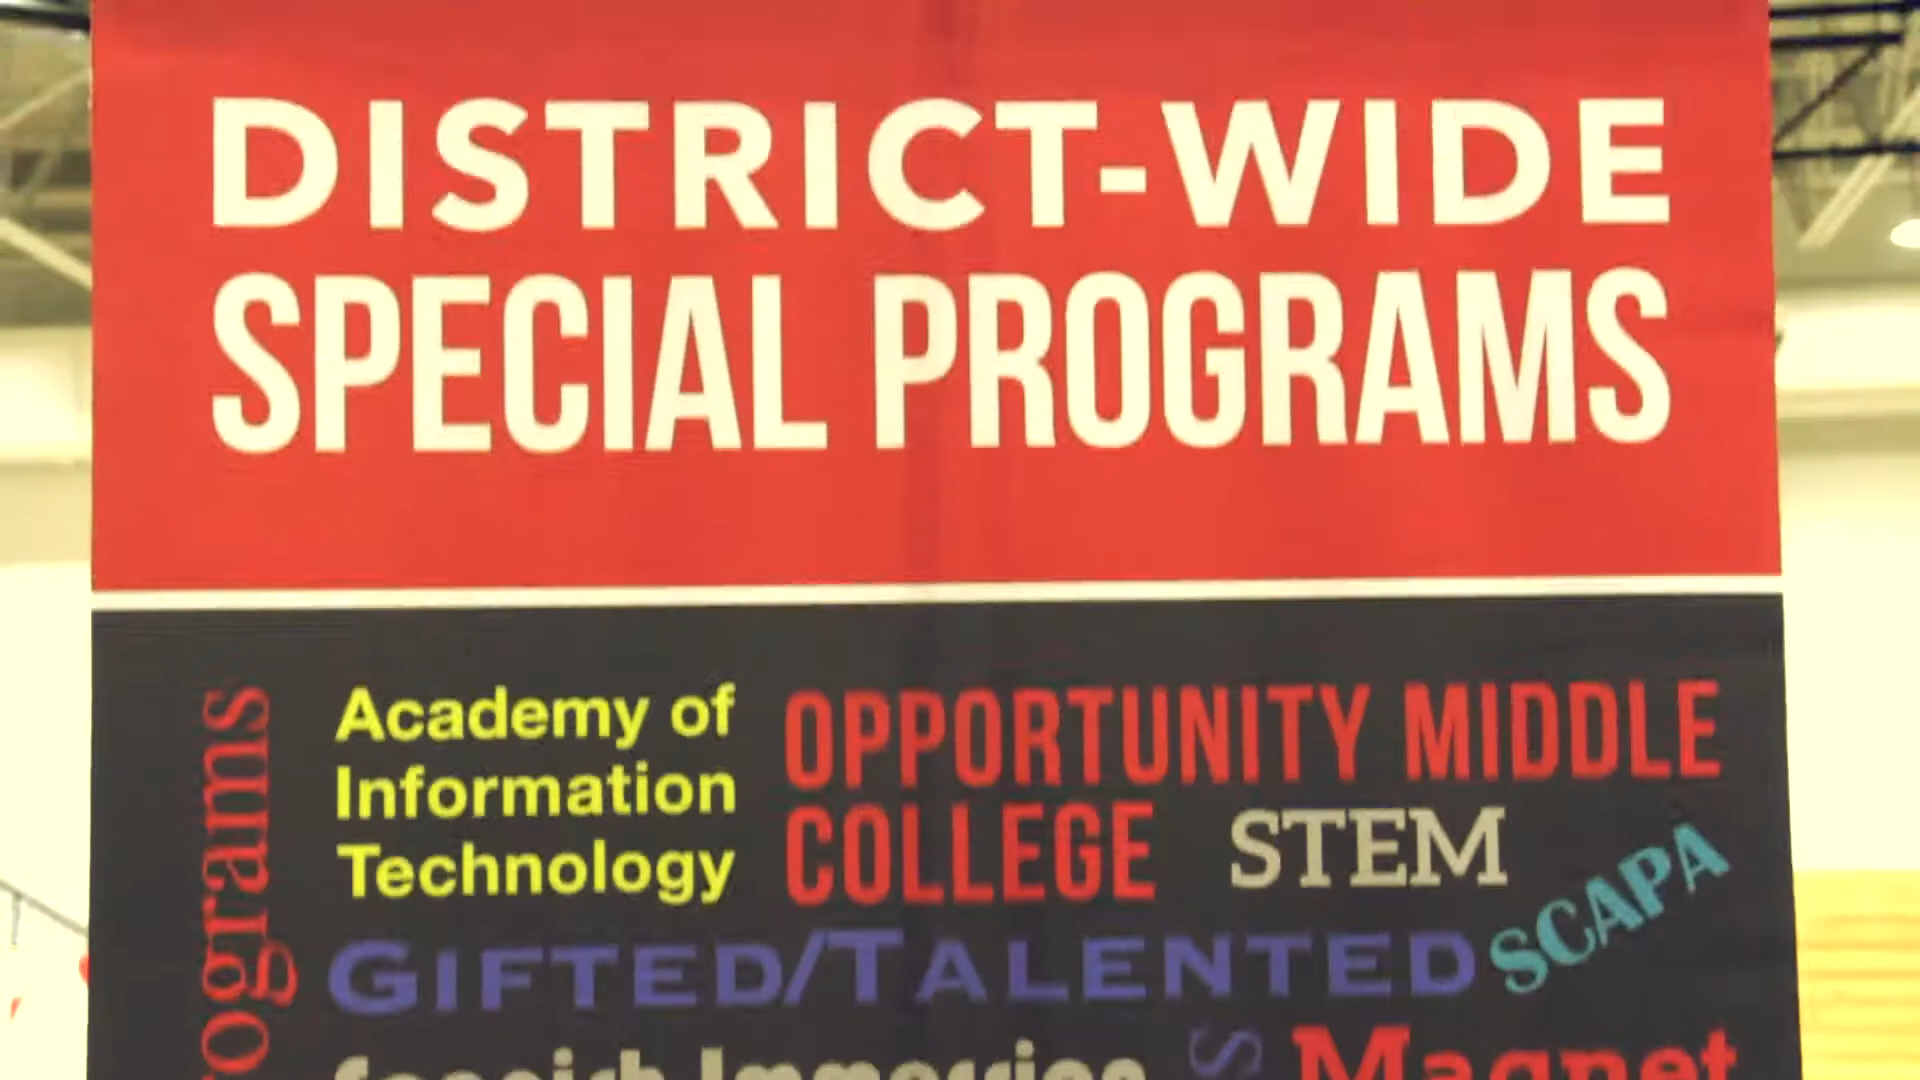 DISTRICT-WIDE
SPECIAL PROGRAMS
Academy of
Information
Technology
OPPORTUNITY MIDDLE
COLLEGE
STEM
SCAPA
GIFTED/TALENTED
Magnet